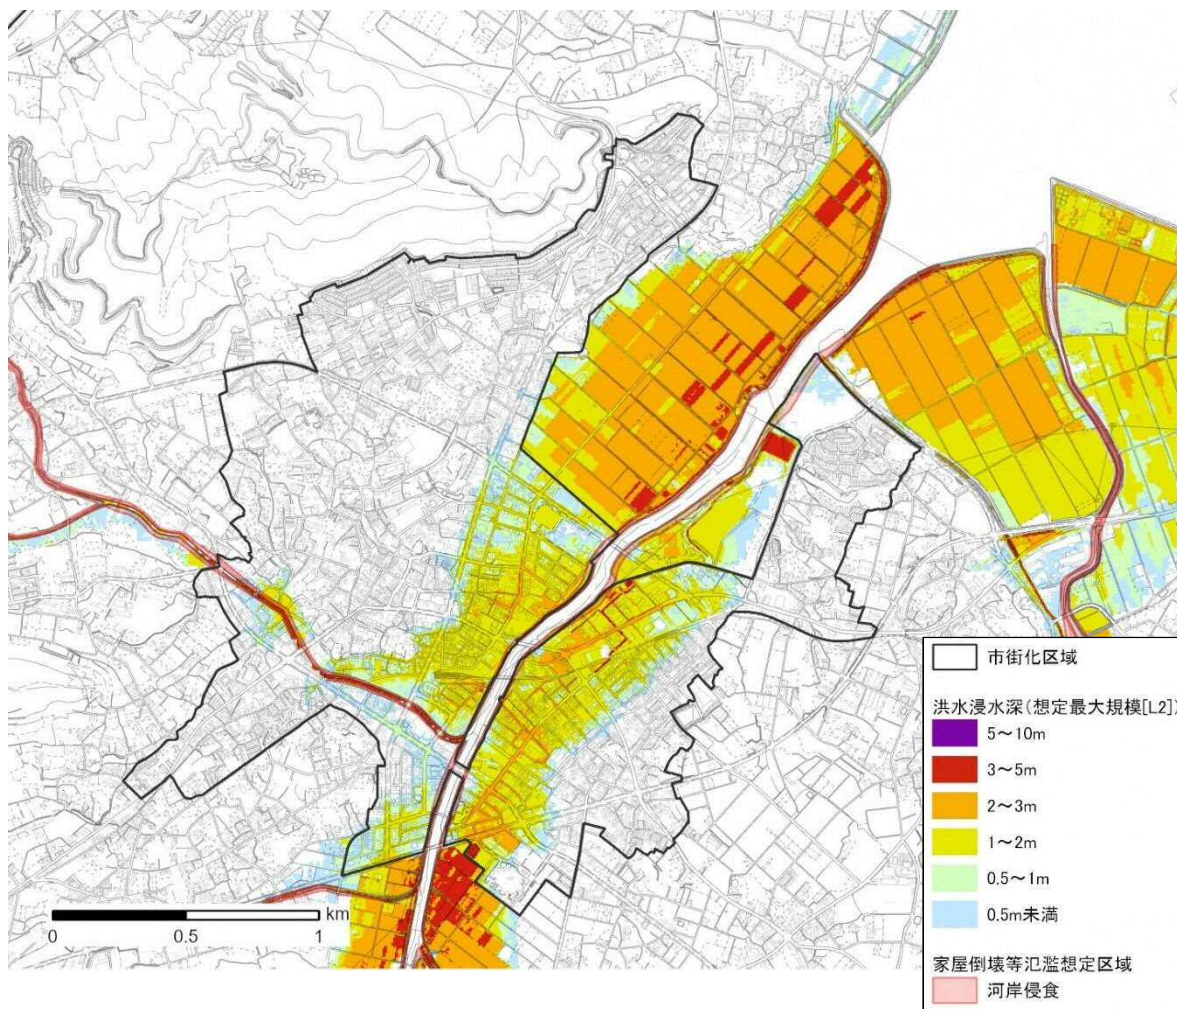 km
0
0.5
1
市街化区域
洪水浸水深(想定最大規模[L2])
5～10m
3～5m
2～3m
1～2m
0.5～1m
0.5m未満
家屋倒壊等氾濫想定区域
河岸侵食